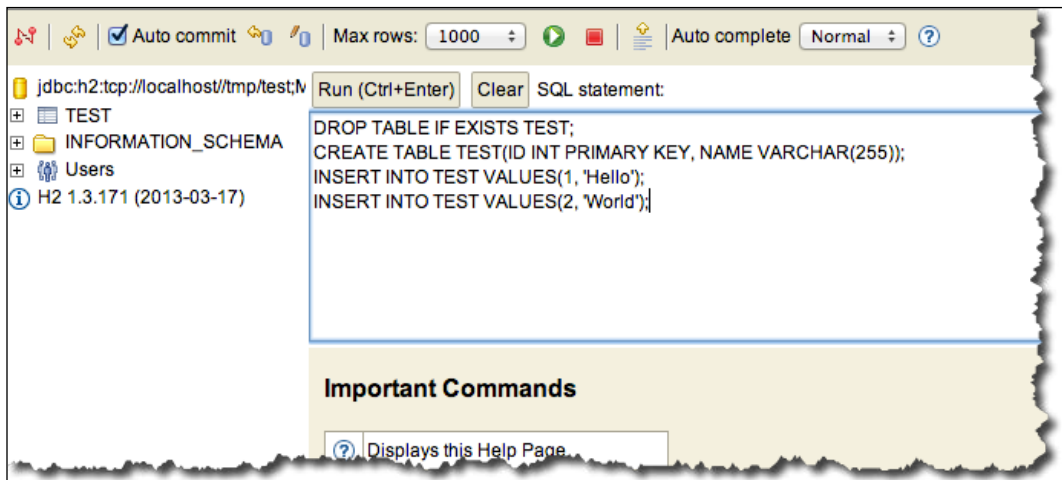 Auto commit Max rows: 1000 Auto complete Normal
jdbc:h2:tcp://localhost//tmp/test;M
TEST
INFORMATION_SCHEMA
Users
H2 1.3.171 (2013-03-17)
Run (Ctrl+Enter) Clear SQL statement:
DROP TABLE IF EXISTS TEST;
CREATE TABLE TEST(ID INT PRIMARY KEY, NAME VARCHAR(255));
INSERT INTO TEST VALUES(1, 'Hello');
INSERT INTO TEST VALUES(2, 'World');
Important Commands
Displays this Help Page.